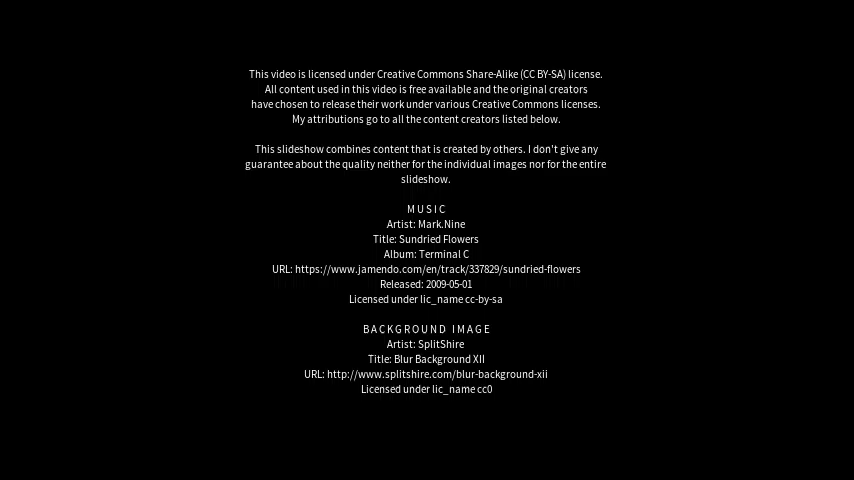 This video is licensed under Creative Commons Share-Alike (CC BY-SA) license.
All content used in this video is free available and the original creators
have chosen to release their work under various Creative Commons licenses.
My attributions go to all the content creators listed below.
This slideshow combines content that is created by others. I don't give any
guarantee about the quality neither for the individual images nor for the entire
slideshow.
MUSIC
Artist: Mark.Nine
Title: Sundried Flowers
Album: Terminal C
URL: https://www.jamendo.com/en/track/337829/sundried-flowers
Released: 2009-05-01
Licensed under lic_name cc-by-sa
BACKGROUND IMAGE
Artist: SplitShire
Title: Blur Background XII
URL: http://www.splitshire.com/blur-background-xii
Licensed under lic_name cc0